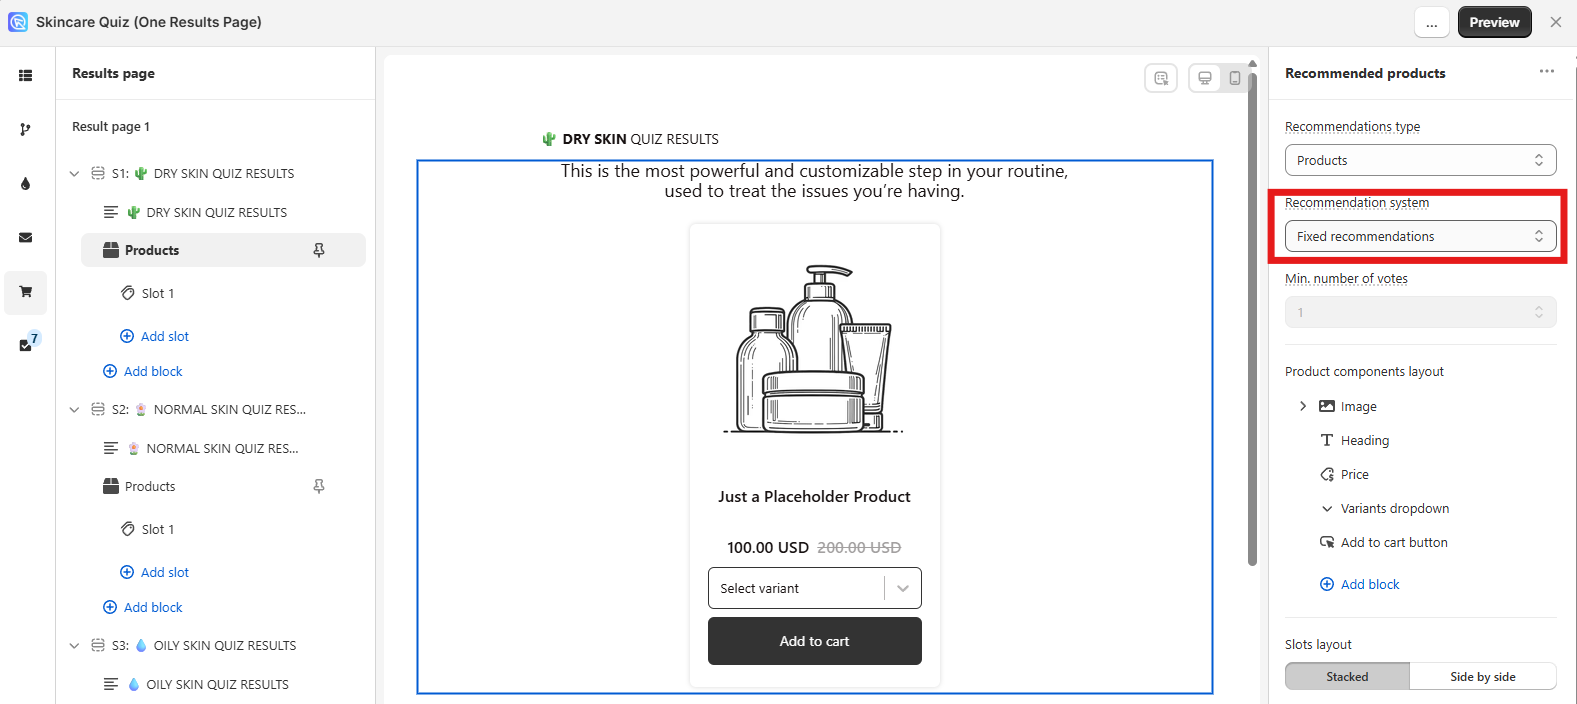 Skincare Quiz (One Results Page)
...
Preview
Results page
Result page 1
S1: 🌵 DRY SKIN QUIZ RESULTS
🌵 DRY SKIN QUIZ RESULTS
Products
Slot 1
Add slot
Add block
S2: 🌸 NORMAL SKIN QUIZ RES...
🌸 NORMAL SKIN QUIZ RES...
Products
Slot 1
Add slot
Add block
S3: 💧 OILY SKIN QUIZ RESULTS
💧 OILY SKIN QUIZ RESULTS
7
🌵 DRY SKIN QUIZ RESULTS
This is the most powerful and customizable step in your routine,
used to treat the issues you’re having.
Just a Placeholder Product
100.00 USD 200.00 USD
Select variant
Add to cart
Recommended products
Recommendations type
Products
Recommendation system
Fixed recommendations
Min. number of votes
1
Product components layout
Image
Heading
Price
Variants dropdown
Add to cart button
Add block
Slots layout
Stacked
Side by side